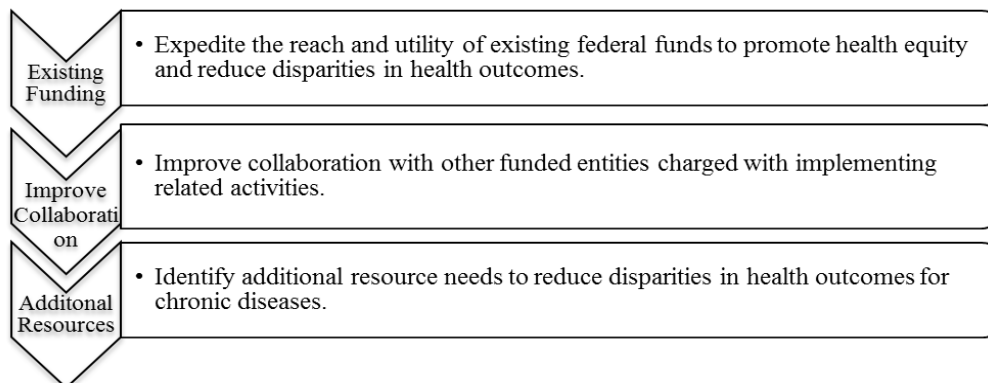 Existing
Funding
• Expedite the reach and utility of existing federal funds to promote health equity
and reduce disparities in health outcomes.
Improve
Collaborati
on
• Improve collaboration with other funded entities charged with implementing
related activities.
Additonal
Resources
• Identify additional resource needs to reduce disparities in health outcomes for
chronic diseases.